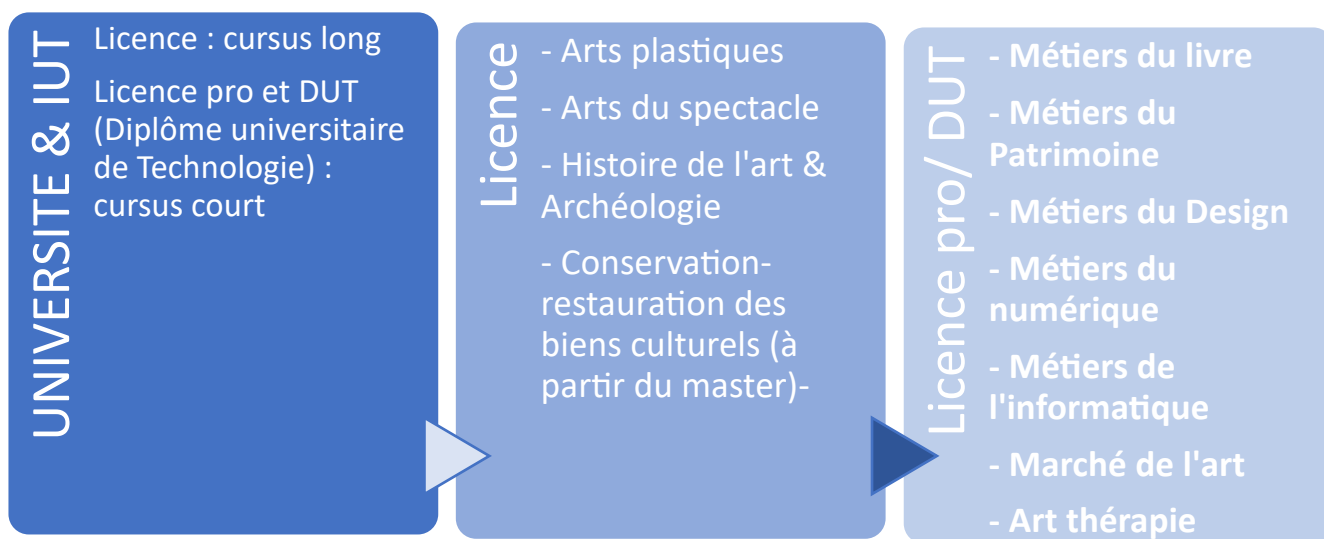 UNIVERSITE & IUT
Licence : cursus long
Licence pro et DUT
(Diplôme universitaire
de Technologie) :
cursus court
Licence
- Arts plastiques
- Arts du spectacle
- Histoire de l'art &
Archéologie
- Conservation-
restauration des
biens culturels (à
partir du master)-
Licence pro/ DUT
- Métiers du livre
- Métiers du
Patrimoine
- Métiers du Design
- Métiers du
numérique
- Métiers de
l'informatique
- Marché de l'art
- Art thérapie